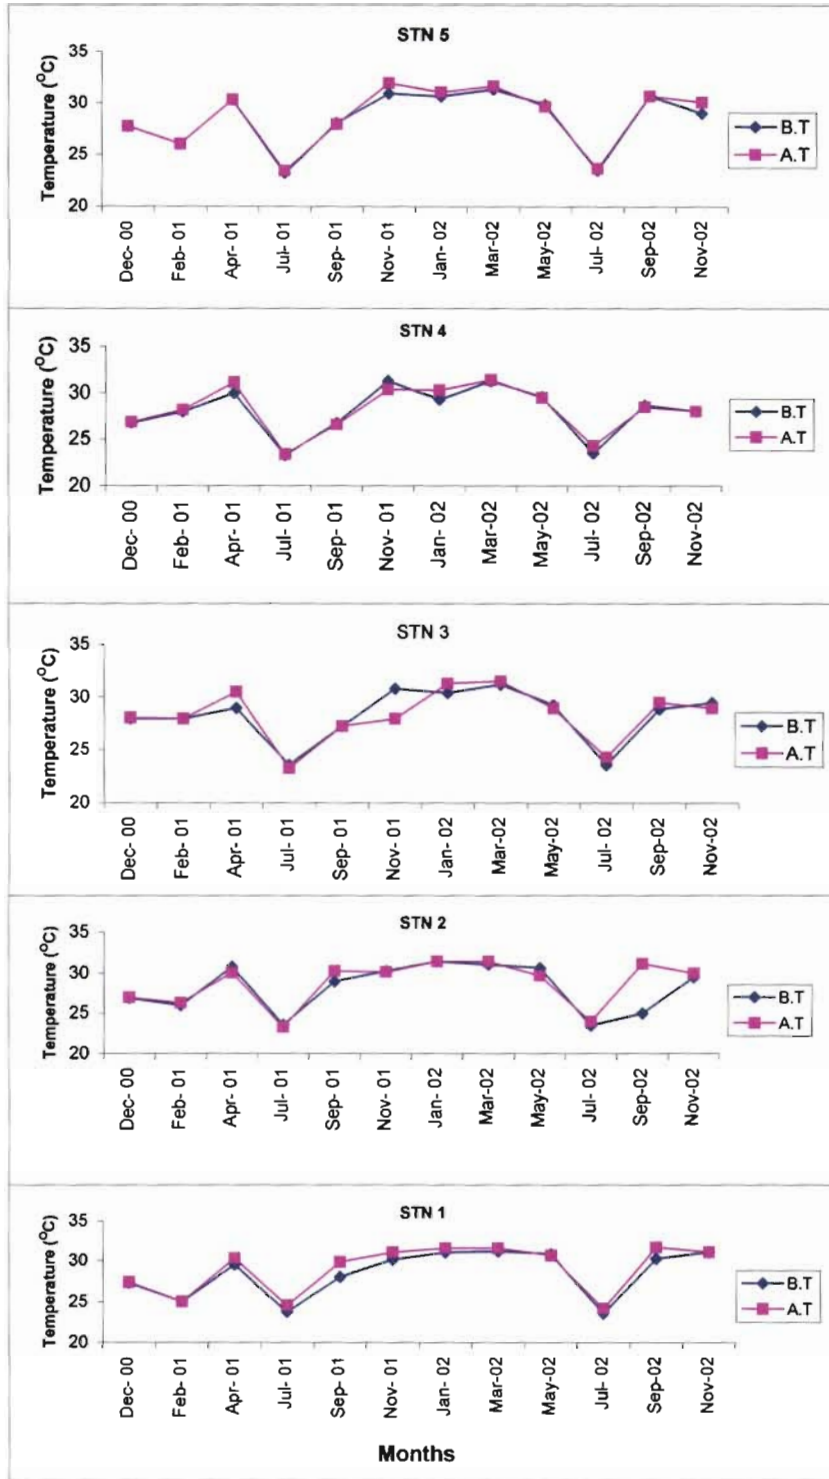 STN 5
Temperature (°C)
35
30
25
20
Dec- 00
Feb- 01
Apr- 01
Jul- 01
Sep- 01
Nov- 01
Jan- 02
Mar-02
May-02
Jul- 02
Sep-02
Nov-02
B.T
A.T
STN 4
Temperature (°C)
35
30
25
20
Dec- 00
Feb- 01
Apr- 01
Jul- 01
Sep- 01
Nov- 01
Jan- 02
Mar-02
May-02
Jul- 02
Sep-02
Nov-02
B.T
A.T
STN 3
Temperature (°C)
35
30
25
20
Dec- 00
Feb- 01
Apr- 01
Jul- 01
Sep- 01
Nov- 01
Jan- 02
Mar-02
May-02
Jul- 02
Sep-02
Nov-02
B.T
A.T
STN 2
Temperature (°C)
35
30
25
20
Dec- 00
Feb- 01
Apr- 01
Jul- 01
Sep- 01
Nov- 01
Jan- 02
Mar-02
May-02
Jul- 02
Sep-02
Nov-02
B.T
A.T
STN 1
Temperature (°C)
35
30
25
20
Dec- 00
Feb- 01
Apr- 01
Jul- 01
Sep- 01
Nov- 01
Jan- 02
Mar-02
May-02
Jul- 02
Sep-02
Nov-02
B.T
A.T
Months